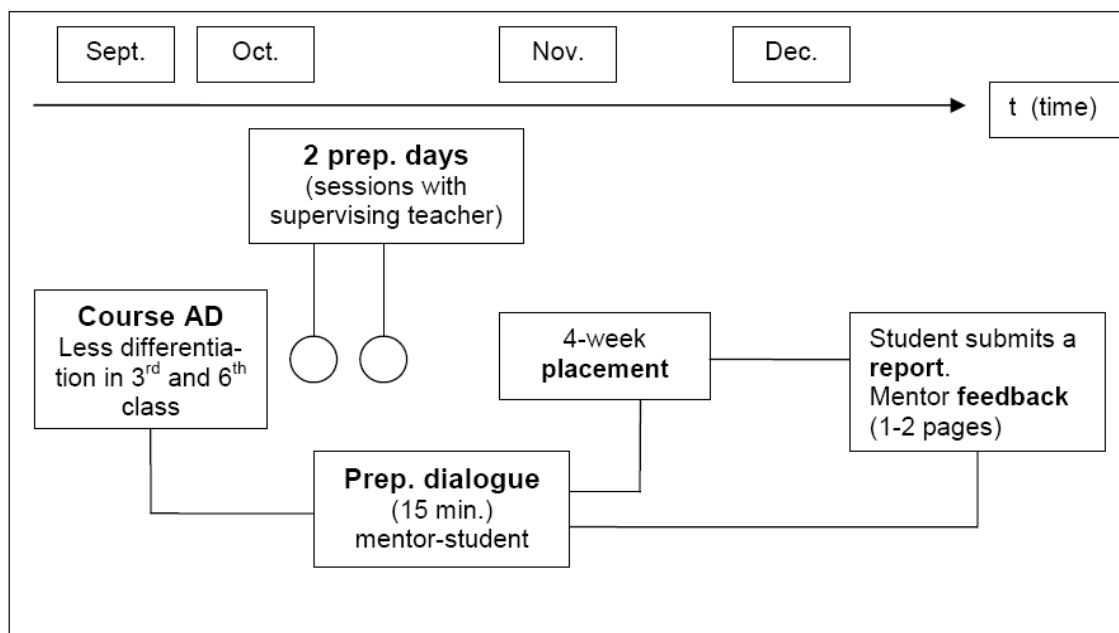 Sept.
Oct.
Nov.
Dec.
t (time)
2 prep. days
(sessions with
supervising teacher)
Course AD
Less differentia-
tion in 3rd and 6th
class
4-week
placement
Student submits a
report.
Mentor feedback
(1-2 pages)
Prep. dialogue
(15 min.)
mentor-student